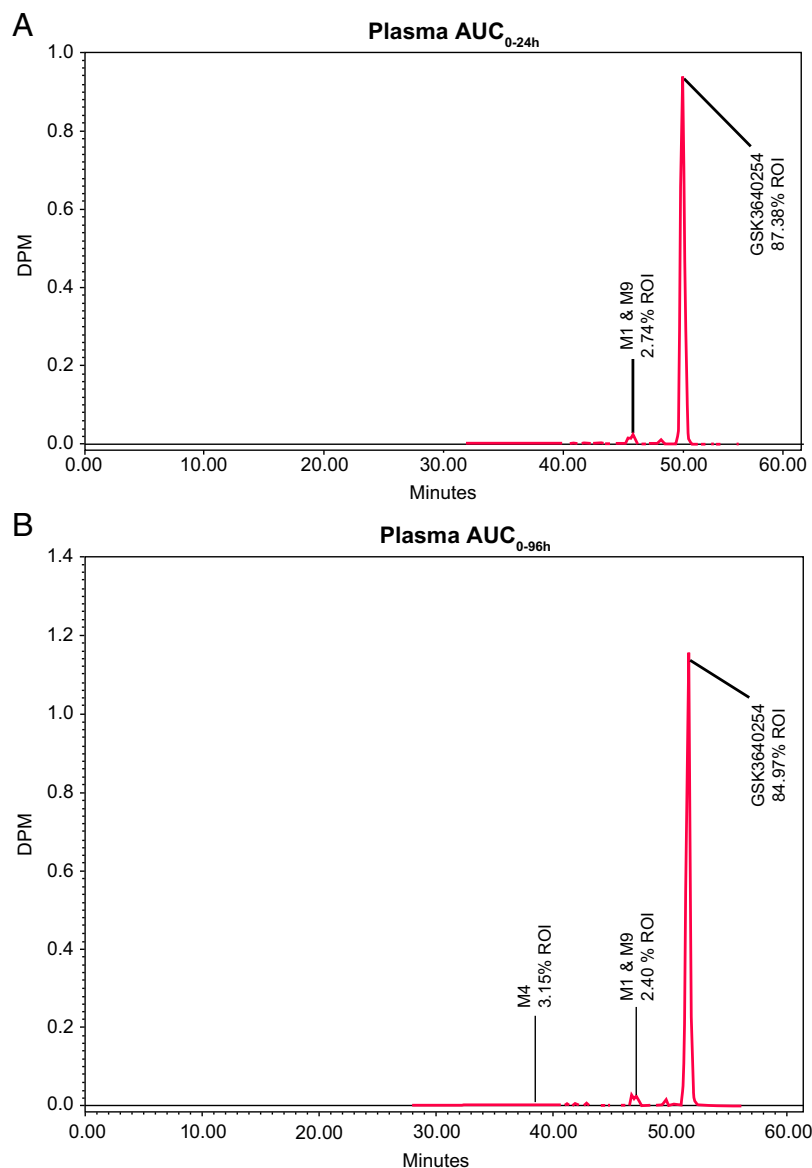 A
Plasma AUC0-24h
1.0
0.8
0.6
0.4
0.2
0.0
DPM
M1 & M9
2.74% ROI
GSK3640254
87.38% ROI
0.00 10.00 20.00 30.00 40.00 50.00 60.00
Minutes
B
Plasma AUC0-96h
1.4
1.2
1.0
0.8
0.6
0.4
0.2
0.0
DPM
M4
3.15% ROI
M1 & M9
2.40 % ROI
GSK3640254
84.97% ROI
0.00 10.00 20.00 30.00 40.00 50.00 60.00
Minutes